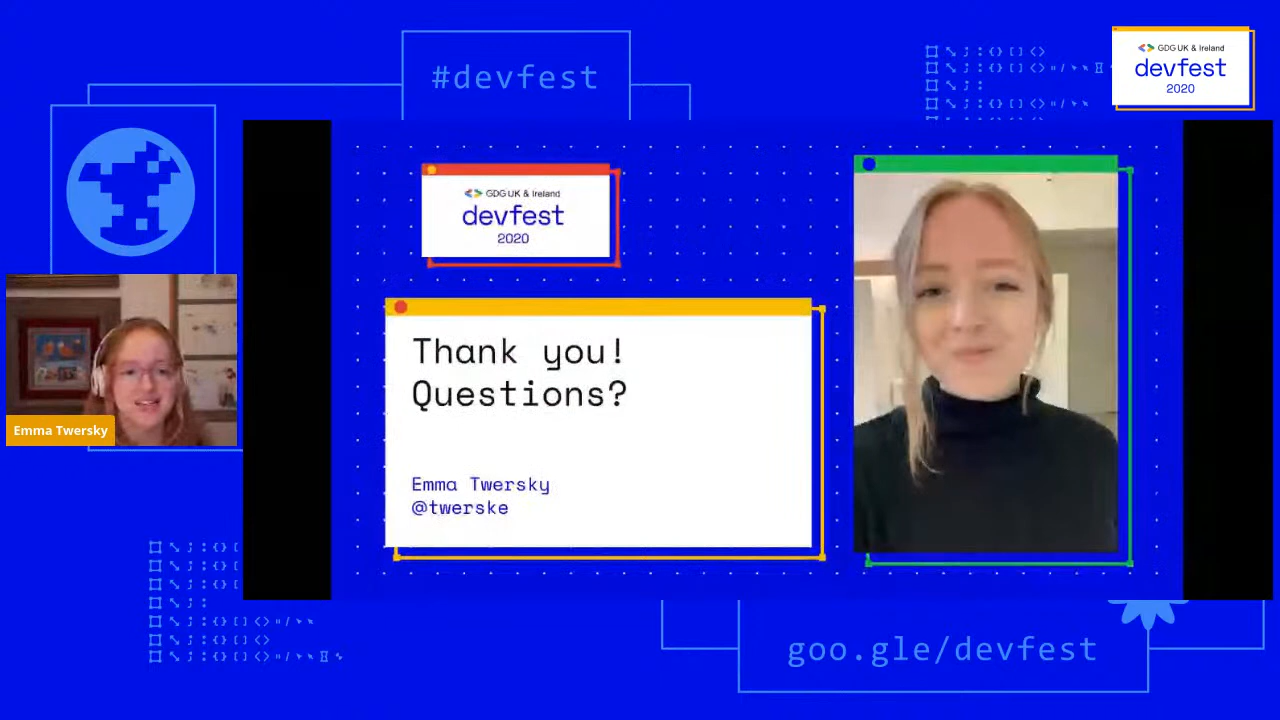 #devfest
GDG UK & Ireland
devfest
2020
GDG UK & Ireland
devfest
2020
Thank you!
Questions?
Emma Twersky
Emma Twersky
@twerske
goo.gle/devfest